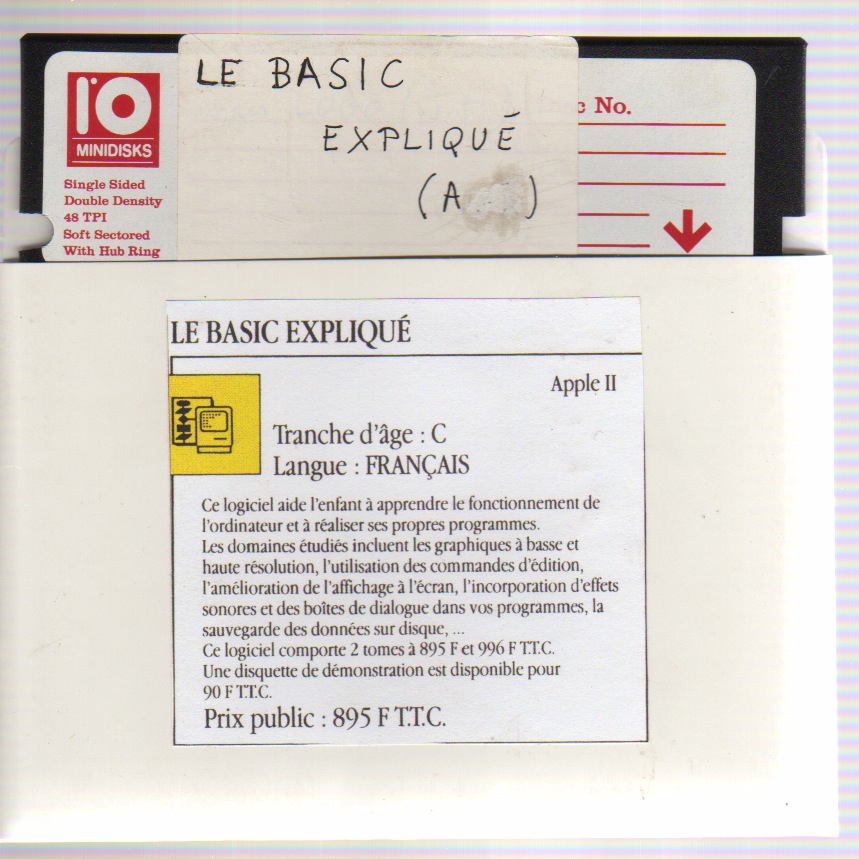 LE BASIC
EXPLIQUÉ
(A )
I'O
MINIDISKS
Single Sided
Double Density
48 TPI
Soft Sectored
With Hub Ring
c No.
LE BASIC EXPLIQUÉ
Apple II
Tranche d'âge : C
Langue : FRANÇAIS
Ce logiciel aide l'enfant à apprendre le fonctionnement de
l'ordinateur et à réaliser ses propres programmes.
Les domaines étudiés incluent les graphiques à basse et
haute résolution, l'utilisation des commandes d'édition,
l'amélioration de l'affichage à l'écran, l'incorporation d'effets
sonores et des boîtes de dialogue dans vos programmes, la
sauvegarde des données sur disque, ...
Ce logiciel comporte 2 tomes à 895 F et 996 F T.T.C.
Une disquette de démonstration est disponible pour
90 F T.T.C.
Prix public : 895 F T.T.C.